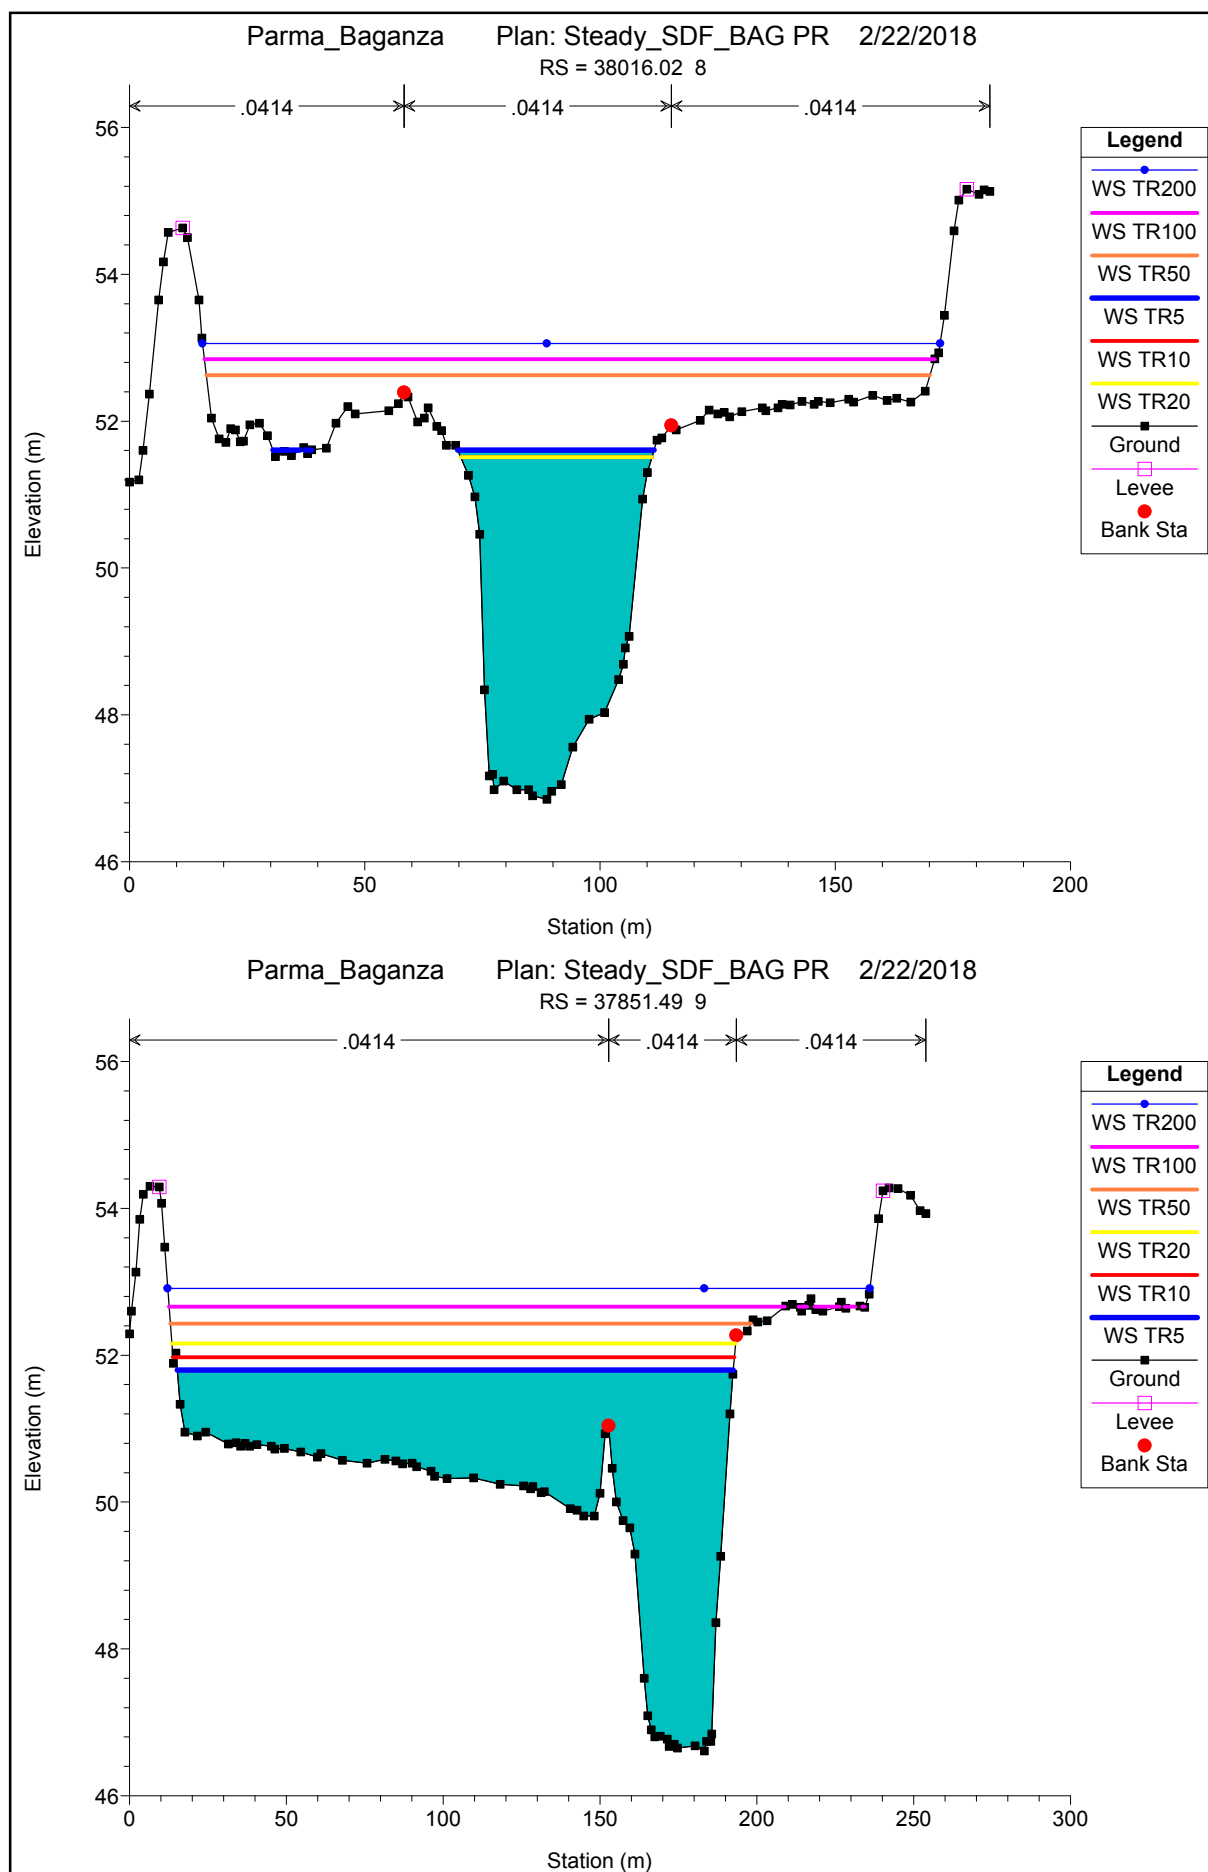 Parma_Baganza Plan: Steady_SDF_BAG PR 2/22/2018
RS = 38016.02 8
.0414 .0414 .0414
56
54
52
50
48
46
Elevation (m)
0 50 100 150 200
Station (m)
Legend
WS TR200
WS TR100
WS TR50
WS TR5
WS TR10
WS TR20
Ground
Levee
Bank Sta
Parma_Baganza Plan: Steady_SDF_BAG PR 2/22/2018
RS = 37851.49 9
.0414 .0414 .0414
56
54
52
50
48
46
Elevation (m)
0 50 100 150 200 250 300
Station (m)
Legend
WS TR200
WS TR100
WS TR50
WS TR20
WS TR10
WS TR5
Ground
Levee
Bank Sta